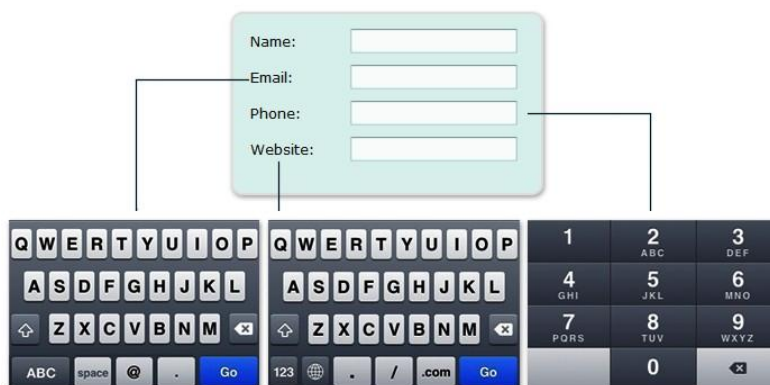 Name:
Email:
Phone:
Website:
Q W E R T Y U I O P
A S D F G H J K L
Z X C V B N M
ABC space @ . Go
Q W E R T Y U I O P
A S D F G H J K L
Z X C V B N M
123 . / .com Go
1 2 3
ABC DEF
4 5 6
GHI JKL MNO
7 8 9
PQRS TUV WXYZ
0